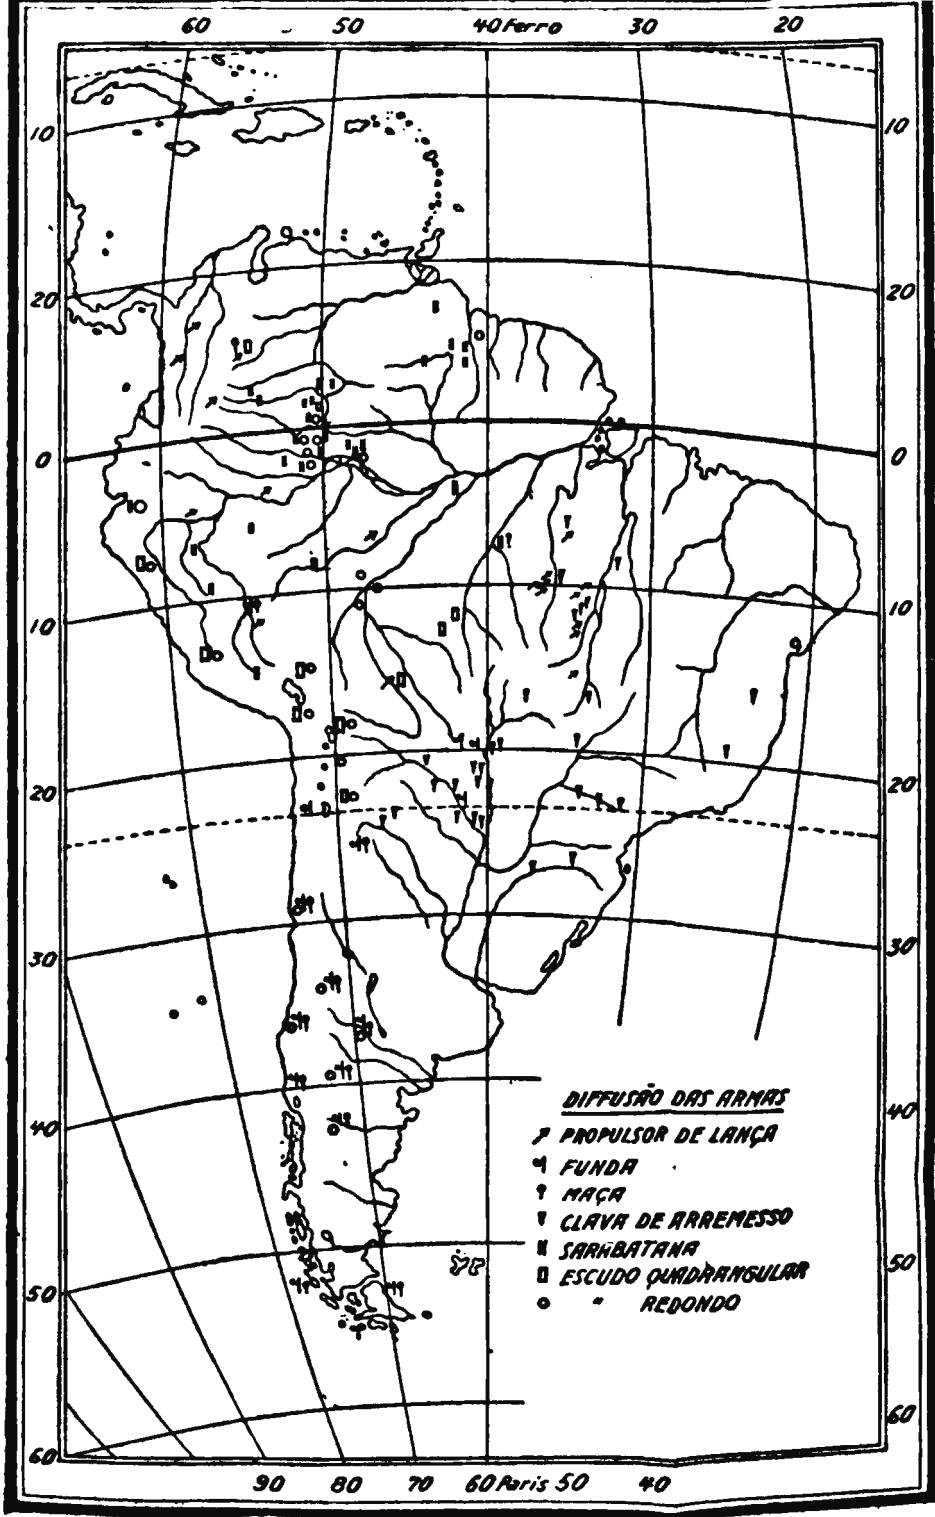 60 50 40 Ferro 30 20
10 10
20 20
0 0
10 10
20 20
30 30
40 40
50 50
60 60
DIFFUSÃO DAS ARMAS
PROPULSOR DE LANÇA
FUNDA
MAÇA
CLAVA DE ARREMESSO
SARABATANA
ESCUDO QUADRANGULAR
" REDONDO
90 80 70 60 Paris 50 40